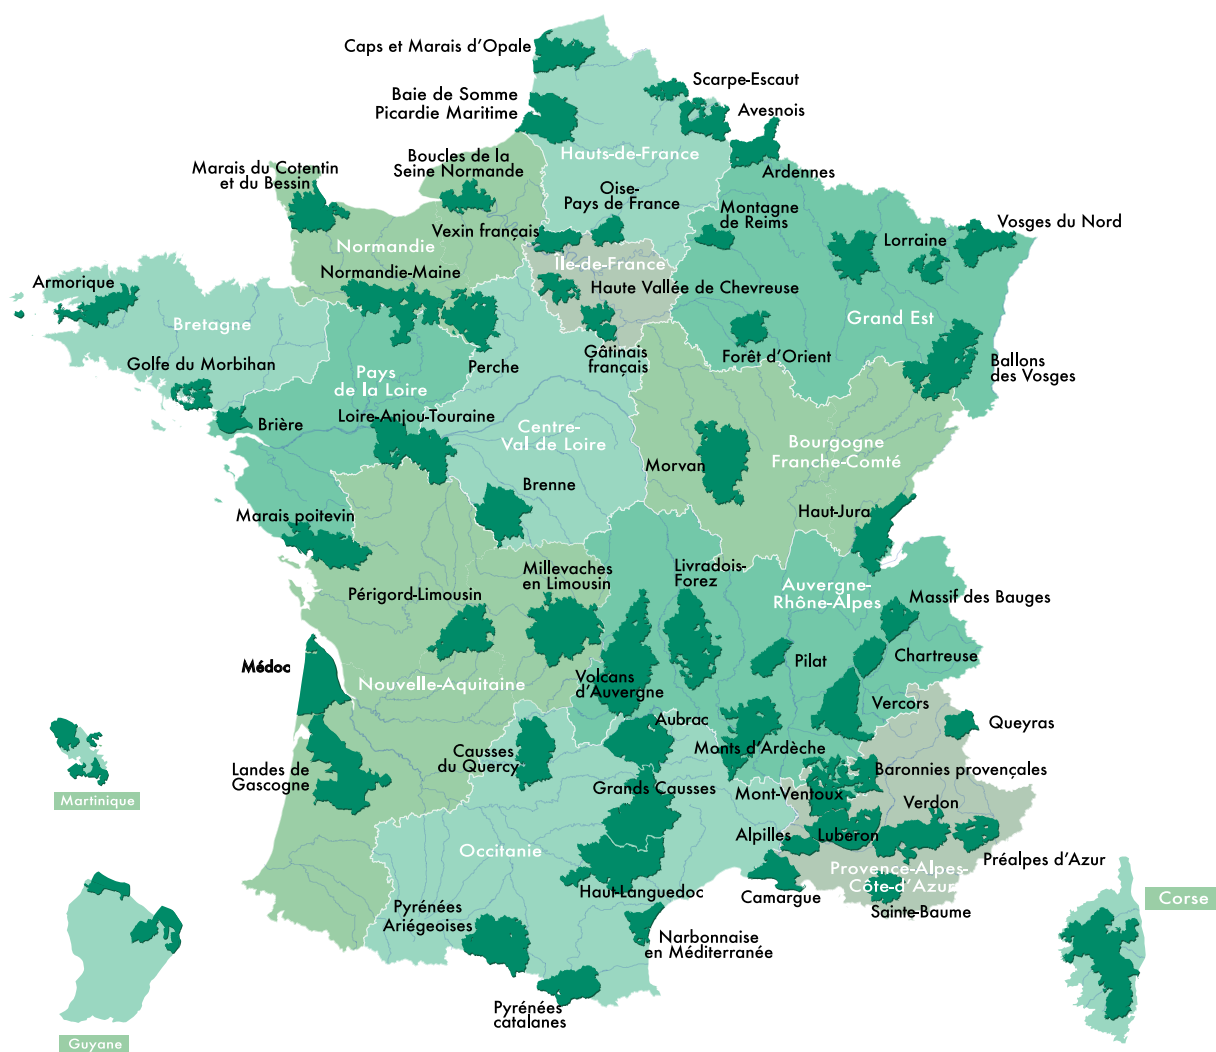 Caps et Marais d'Opale
Scarpe-Escaut
Baie de Somme
Picardie Maritime
Avesnois
Hauts-de-France
Boucles de la
Seine Normande
Marais du Cotentin
et du Bessin
Ardennes
Oise-
Pays de France
Montagne
de Reims
Vosges du Nord
Vexin français
Lorraine
Normandie
Île-de-France
Normandie-Maine
Armorique
Haute Vallée de Chevreuse
Bretagne
Grand Est
Gâtinais
français
Forêt d'Orient
Golfe du Morbihan
Perche
Ballons
des Vosges
Pays
de la Loire
Brière
Loire-Anjou-Touraine
Centre-
Val de Loire
Bourgogne
Franche-Comté
Morvan
Brenne
Marais poitevin
Haut-Jura
Millevaches
en Limousin
Livradois-
Forez
Périgord-Limousin
Auvergne-
Rhône-Alpes
Massif des Bauges
Médoc
Pilat
Chartreuse
Nouvelle-Aquitaine
Volcans
d'Auvergne
Vercors
Aubrac
Queyras
Causses
du Quercy
Monts d'Ardèche
Landes de
Gascogne
Baronnies provençales
Grands Causses
Mont-Ventoux
Martinique
Verdon
Alpilles
Luberon
Occitanie
Préalpes d'Azur
Provence-Alpes-
Côte-d'Azur
Haut-Languedoc
Camargue
Sainte-Baume
Corse
Pyrénées
Ariégeoises
Narbonnaise
en Méditerranée
Pyrénées
catalanes
Guyane